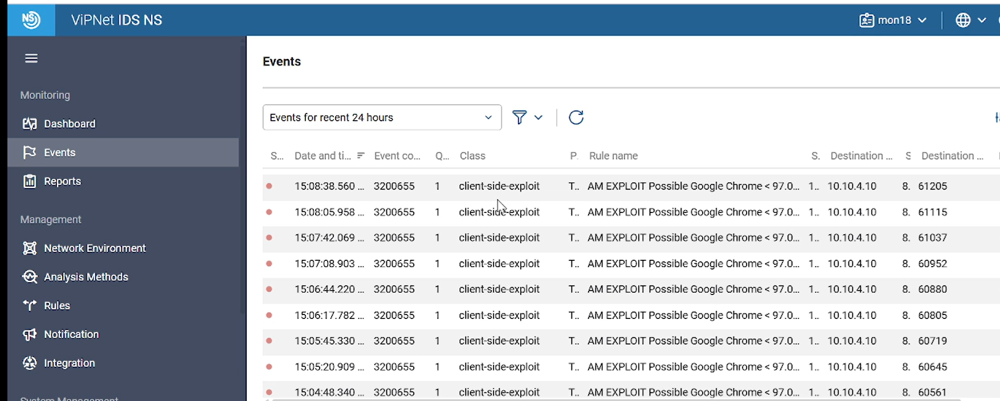 NS ViPNet IDS NS mon18
Events
Monitoring
Dashboard
Events
Reports
Management
Network Environment
Analysis Methods
Rules
Notification
Integration
System Management
Events for recent 24 hours
S... Date and ti... Event co... Q... Class P. Rule name S. Destination ... S Destination ...
15:08:38.560 ... 3200655 1 client-side-exploit T.. AM EXPLOIT Possible Google Chrome < 97.0... 1.. 10.10.4.10 8. 61205
15:08:05.958 ... 3200655 1 client-side-exploit T.. AM EXPLOIT Possible Google Chrome < 97.0... 1.. 10.10.4.10 8. 61115
15:07:42.069 ... 3200655 1 client-side-exploit T.. AM EXPLOIT Possible Google Chrome < 97.0... 1.. 10.10.4.10 8. 61037
15:07:08.903 ... 3200655 1 client-side-exploit T.. AM EXPLOIT Possible Google Chrome < 97.0... 1.. 10.10.4.10 8. 60952
15:06:44.220 ... 3200655 1 client-side-exploit T.. AM EXPLOIT Possible Google Chrome < 97.0... 1.. 10.10.4.10 8. 60880
15:06:17.782 ... 3200655 1 client-side-exploit T.. AM EXPLOIT Possible Google Chrome < 97.0... 1.. 10.10.4.10 8. 60805
15:05:45.330 ... 3200655 1 client-side-exploit T.. AM EXPLOIT Possible Google Chrome < 97.0... 1.. 10.10.4.10 8. 60719
15:05:20.909 ... 3200655 1 client-side-exploit T.. AM EXPLOIT Possible Google Chrome < 97.0... 1.. 10.10.4.10 8. 60645
15:04:48.340 ... 3200655 1 client-side-exploit T.. AM EXPLOIT Possible Google Chrome < 97.0... 1.. 10.10.4.10 8. 60561